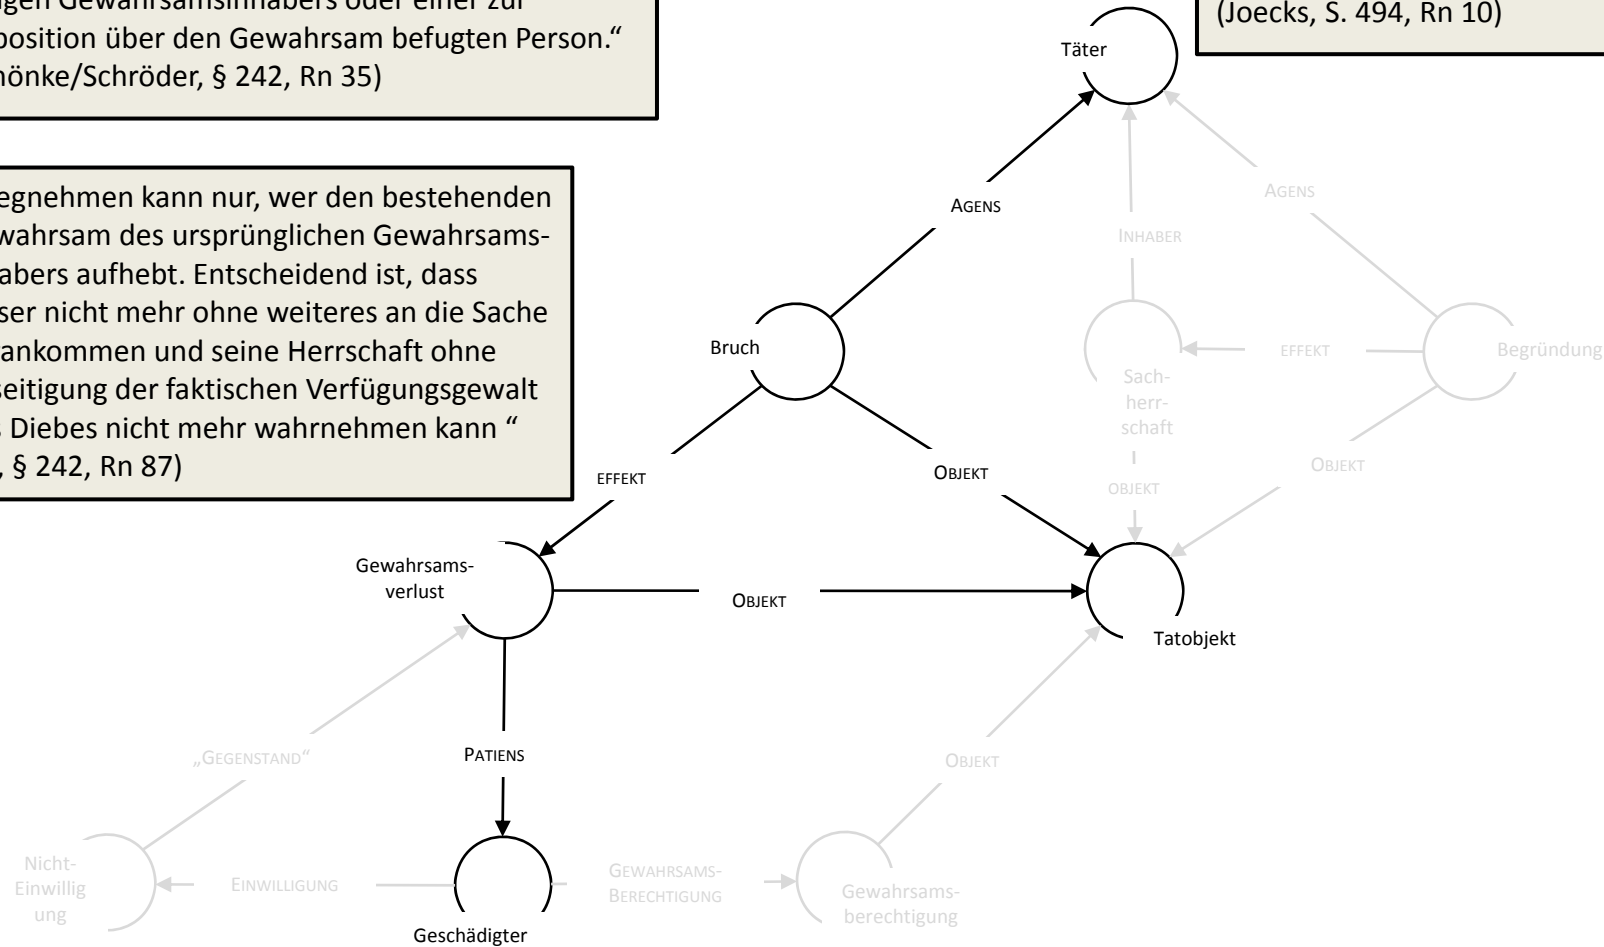 gen Gewahrsamsinhabers oder einer zur
position über den Gewahrsam befugten Person.“
hönke/Schröder, § 242, Rn 35)
(Joecks, S. 494, Rn 10)
Täter
egnehmen kann nur, wer den bestehenden
wahrsam des ursprünglichen Gewahrsams-
abers aufhebt. Entscheidend ist, dass
ser nicht mehr ohne weiteres an die Sache
rankommen und seine Herrschaft ohne
seitigung der faktischen Verfügungsgewalt
s Diebes nicht mehr wahrnehmen kann “
, § 242, Rn 87)
AGENS
AGENS
INHABER
Bruch
EFFEKT
Begründung
Sach-
herr-
schaft
EFFEKT
OBJEKT
OBJEKT
OBJEKT
Gewahrsams-
verlust
OBJEKT
Tatobjekt
„GEGENSTAND“
PATIENS
OBJEKT
Nicht-
Einwillig
ung
EINWILLIGUNG
GEWAHRSAMS-
BERECHTIGUNG
Gewahrsams-
berechtigung
Geschädigter